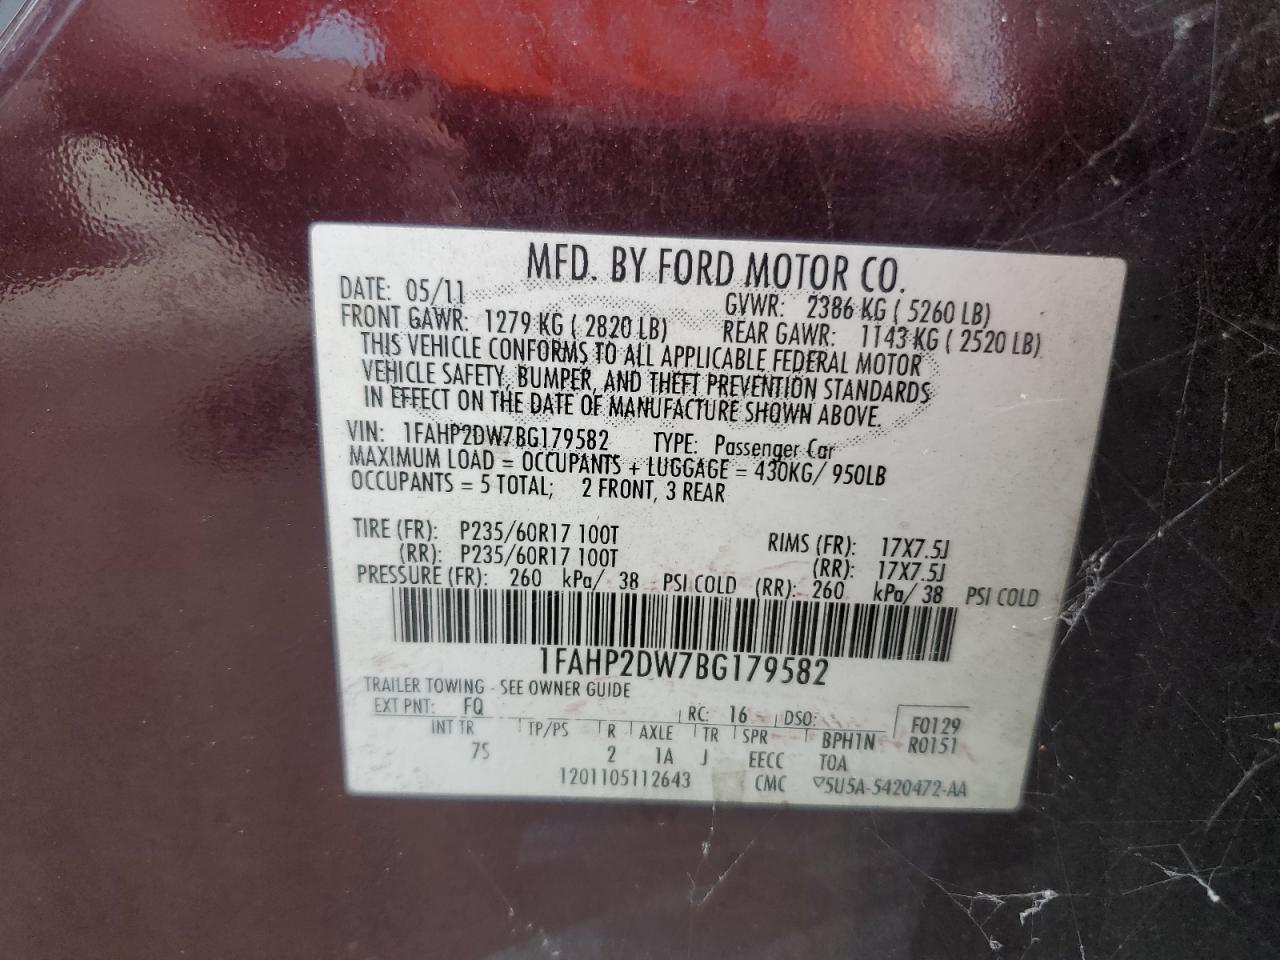 MFD. BY FORD MOTOR CO.
DATE: 05/11 GVWR: 2386 KG ( 5260 LB)
FRONT GAWR: 1279 KG ( 2820 LB) REAR GAWR: 1143 KG ( 2520 LB)
THIS VEHICLE CONFORMS TO ALL APPLICABLE FEDERAL MOTOR
VEHICLE SAFETY, BUMPER, AND THEFT PREVENTION STANDARDS
IN EFFECT ON THE DATE OF MANUFACTURE SHOWN ABOVE.
VIN: 1FAHP2DW7BG179582 TYPE: Passenger Car
MAXIMUM LOAD = OCCUPANTS + LUGGAGE = 430KG/ 950LB
OCCUPANTS = 5 TOTAL; 2 FRONT, 3 REAR
TIRE (FR): P235/60R17 100T RIMS (FR): 17X7.5J
(RR): P235/60R17 100T (RR): 17X7.5J
PRESSURE (FR): 260 kPa/ 38 PSI COLD (RR): 260 kPa/ 38 PSI COLD
1FAHP2DW7BG179582
TRAILER TOWING - SEE OWNER GUIDE
EXT PNT: FQ RC: 16 DSO: F0129
INT TR TP/PS R AXLE TR SPR BPH1N R0151
7S 2 1A J EECC TOA
1201105112643 CMC ▽5U5A-5420472-AA